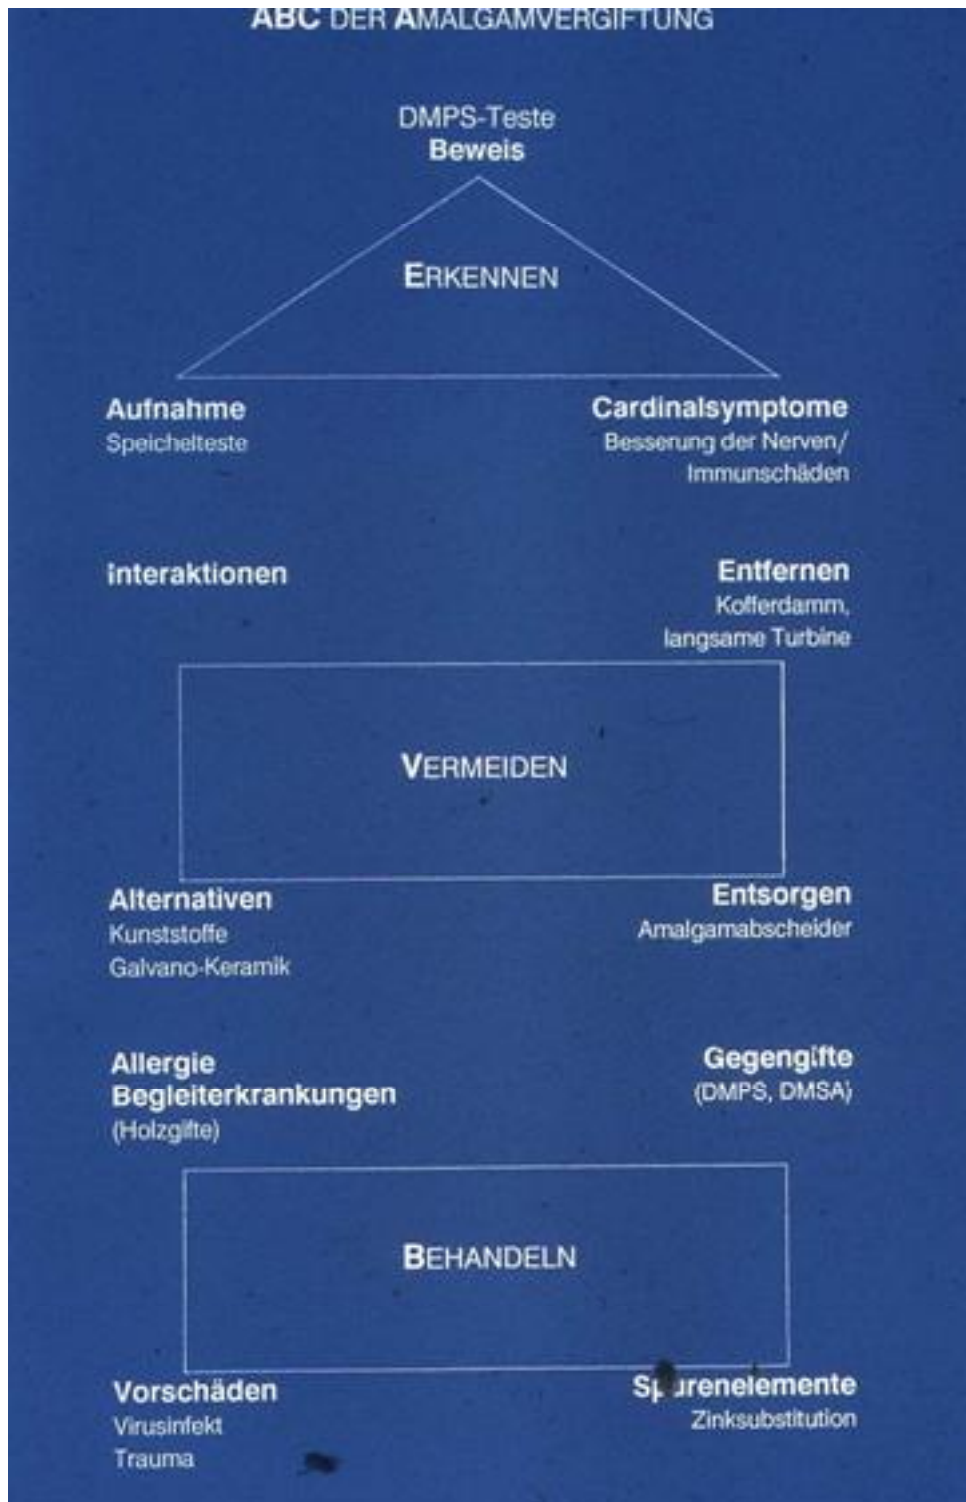 ABC DER AMALGAMVERGIFTUNG
DMPS-Teste
Beweis
ERKENNEN
Aufnahme
Speichelteste
Cardinalsymptome
Besserung der Nerven/
Immunschäden
Interaktionen
Entfernen
Kofferdamm,
langsame Turbine
VERMEIDEN
Alternativen
Kunststoffe
Galvano-Keramik
Entsorgen
Amalgamabscheider
Allergie
Begleiterkrankungen
(Holzgifte)
Gegengifte
(DMPS, DMSA)
BEHANDELN
Vorschäden
Virusinfekt
Trauma
Spurenelemente
Zinksubstitution